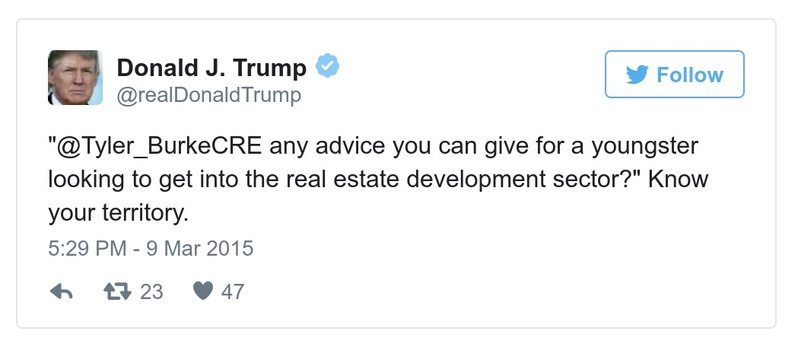 Donald J. Trump
@realDonaldTrump
Follow
"@Tyler_BurkeCRE any advice you can give for a youngster
looking to get into the real estate development sector?" Know
your territory.
5:29 PM - 9 Mar 2015
23 47